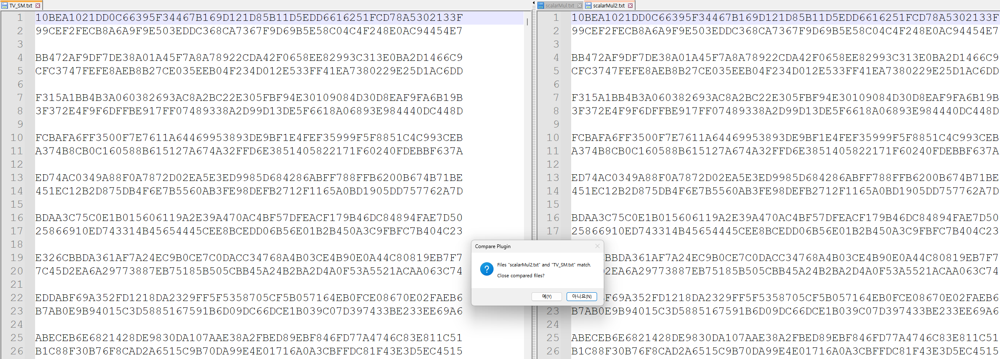 TV_SM.txt
1 10BEA1021DD0C66395F34467B169D121D85B11D5EDD6616251FCD78A5302133F
2 99CEF2FECB8A6A9F9E503EDDC368CA7367F9D69B5E58C04C4F248E0AC94454E7
3
4 BB472AF9DF7DE38A01A45F7A8A78922CDA42F0658EE82993C313E0BA2D1466C9
5 CFC3747FEFE8AEB8B27CE035EEB04F234D012E533FF41EA7380229E25D1AC6DD
6
7 F315A1BB4B3A060382693AC8A2BC22E305FBF94E30109084D30D8EAF9FA6B19B
8 3F372E4F9F6DFFBE917FF07489338A2D99D13DE5F6618A06893E984440DC448D
9
10 FCBAFA6FF3500F7E7611A64469953893DE9BF1E4FEF35999F5F8851C4C993CEB
11 A374B8CB0C160588B615127A674A32FFD6E3851405822171F60240FDEBBF637A
12
13 ED74AC0349A88F0A7872D02EA5E3ED9985D684286ABFF788FFB6200B674B71BE
14 451EC12B2D875DB4F6E7B5560AB3FE98DEFB2712F1165A0BD1905DD757762A7D
15
16 BDAA3C75C0E1B015606119A2E39A470AC4BF57DFEACF179B46DC84894FAE7D50
17 25866910ED743314B45654445CEE8BCEDD06B56E01B2B450A3C9FBFC7B404C23
18
19 E326CBBDA361AF7A24EC9B0CE7C0DACC34768A4B03CE4B90E0A44C80819EB7F7
20 7C45D2EA6A29773887EB75185B505CBB45A24B2BA2D4A0F53A5521ACAA063C74
21
22 EDDABF69A352FD1218DA2329FF5F5358705CF5B057164EB0FCE08670E02FAEB6
23 B7AB0E9B94015C3D5885167591B6D09DC66DCE1B039C07D397433BE233EE69A6
24
25 ABECEB6E6821428DE9830DA107AAE38A2FBED89EBF846FD77A4746C83E811C51
26 B1C88F30B76F8CAD2A6515C9B70DA99E4E01716A0A3CBFFDC81F43E3D5EC4515
scalarMul.txt scalarMul2.txt
1 10BEA1021DD0C66395F34467B169D121D85B11D5EDD6616251FCD78A5302133F
2 99CEF2FECB8A6A9F9E503EDDC368CA7367F9D69B5E58C04C4F248E0AC94454E7
3
4 BB472AF9DF7DE38A01A45F7A8A78922CDA42F0658EE82993C313E0BA2D1466C9
5 CFC3747FEFE8AEB8B27CE035EEB04F234D012E533FF41EA7380229E25D1AC6DD
6
7 F315A1BB4B3A060382693AC8A2BC22E305FBF94E30109084D30D8EAF9FA6B19B
8 3F372E4F9F6DFFBE917FF07489338A2D99D13DE5F6618A06893E984440DC448D
9
10 FCBAFA6FF3500F7E7611A64469953893DE9BF1E4FEF35999F5F8851C4C993CEB
11 A374B8CB0C160588B615127A674A32FFD6E3851405822171F60240FDEBBF637A
12
13 ED74AC0349A88F0A7872D02EA5E3ED9985D684286ABFF788FFB6200B674B71BE
14 451EC12B2D875DB4F6E7B5560AB3FE98DEFB2712F1165A0BD1905DD757762A7D
15
16 BDAA3C75C0E1B015606119A2E39A470AC4BF57DFEACF179B46DC84894FAE7D50
17 25866910ED743314B45654445CEE8BCEDD06B56E01B2B450A3C9FBFC7B404C23
BBDA361AF7A24EC9B0CE7C0DACC34768A4B03CE4B90E0A44C80819EB7F7
2EA6A29773887EB75185B505CBB45A24B2BA2D4A0F53A5521ACAA063C74
F69A352FD1218DA2329FF5F5358705CF5B057164EB0FCE08670E02FAEB6
23 B7AB0E9B94015C3D5885167591B6D09DC66DCE1B039C07D397433BE233EE69A6
24
25 ABECEB6E6821428DE9830DA107AAE38A2FBED89EBF846FD77A4746C83E811C51
26 B1C88F30B76F8CAD2A6515C9B70DA99E4E01716A0A3CBFFDC81F43E3D5EC4515
Compare Plugin
Files "scalarMul2.txt" and "TV_SM.txt" match.
Close compared files?
예(Y) 아니요(N)